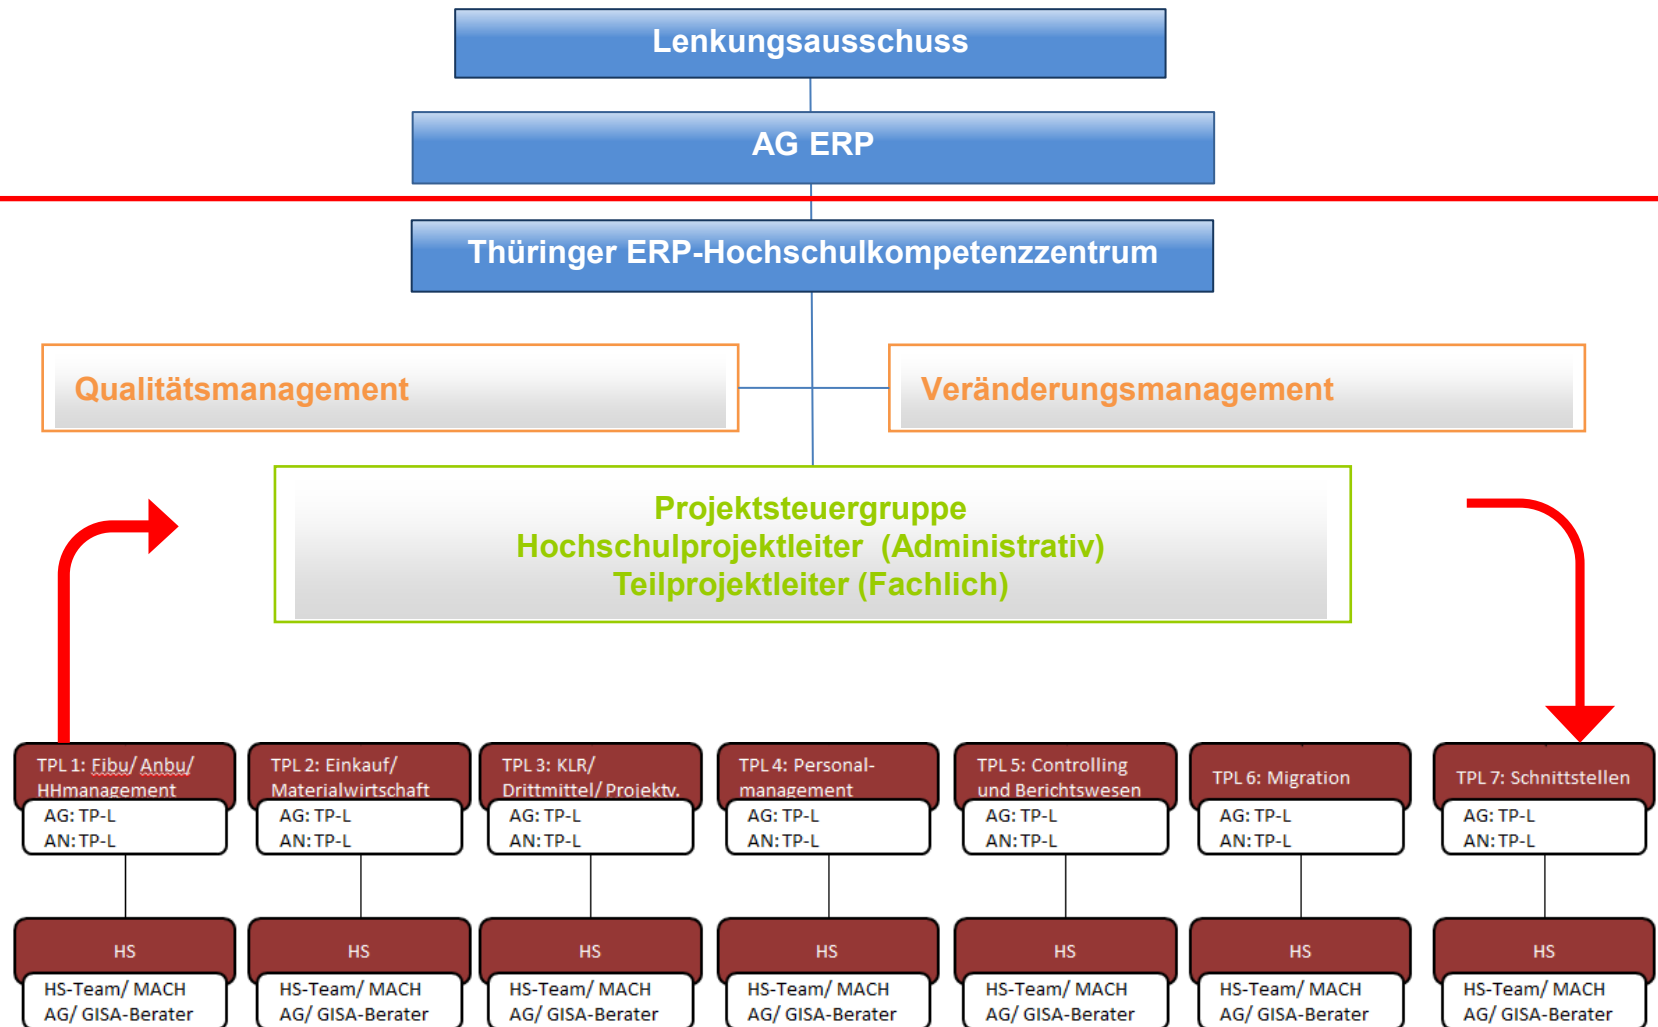 Lenkungsausschuss
AG ERP
Thüringer ERP-Hochschulkompetenzzentrum
Qualitätsmanagement
Veränderungsmanagement
Projektsteuergruppe
Hochschulprojektleiter (Administrativ)
Teilprojektleiter (Fachlich)
TPL 1: Fibu/ Anbu/
HHmanagement
AG: TP-L
AN: TP-L
TPL 2: Einkauf/
Materialwirtschaft
AG: TP-L
AN: TP-L
TPL 3: KLR/
Drittmittel/ Projektv.
AG: TP-L
AN: TP-L
TPL 4: Personal-
management
AG: TP-L
AN: TP-L
TPL 5: Controlling
und Berichtswesen
AG: TP-L
AN: TP-L
TPL 6: Migration
AG: TP-L
AN: TP-L
TPL 7: Schnittstellen
AG: TP-L
AN: TP-L
HS
HS-Team/ MACH
AG/ GISA-Berater
HS
HS-Team/ MACH
AG/ GISA-Berater
HS
HS-Team/ MACH
AG/ GISA-Berater
HS
HS-Team/ MACH
AG/ GISA-Berater
HS
HS-Team/ MACH
AG/ GISA-Berater
HS
HS-Team/ MACH
AG/ GISA-Berater
HS
HS-Team/ MACH
AG/ GISA-Berater